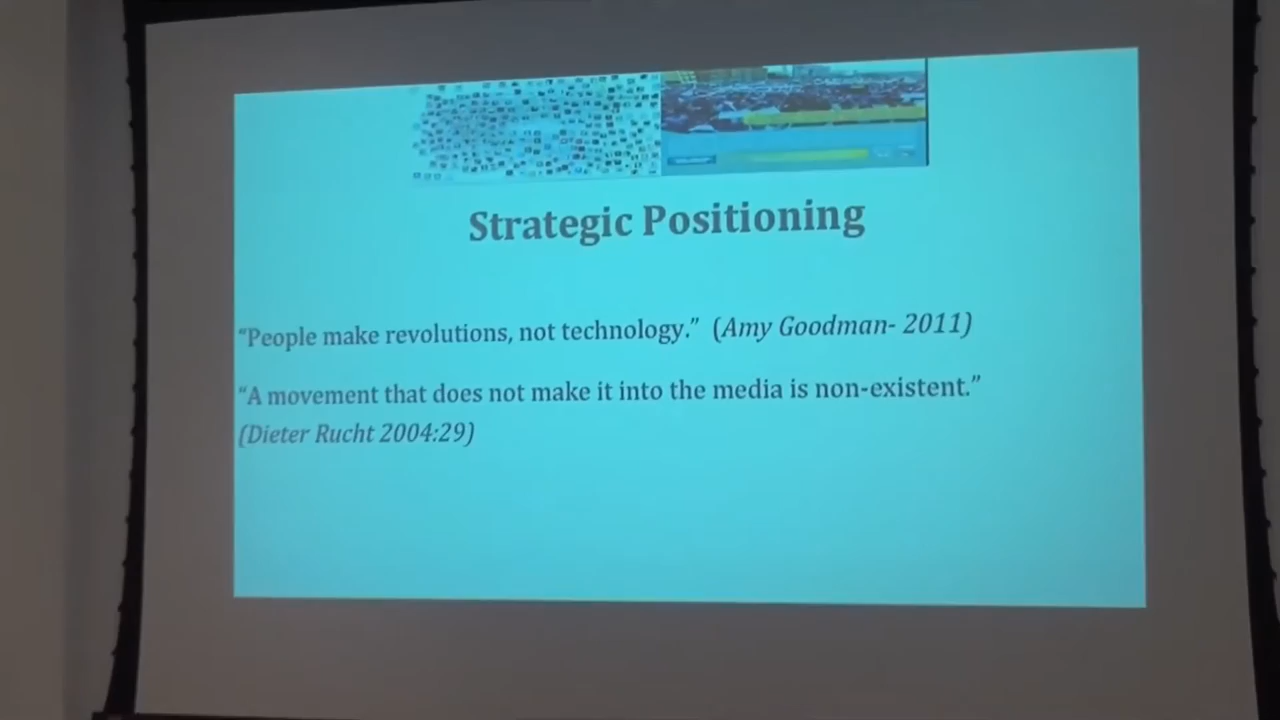 Strategic Positioning
“People make revolutions, not technology.” (Amy Goodman- 2011)
“A movement that does not make it into the media is non-existent.”
(Dieter Rucht 2004:29)